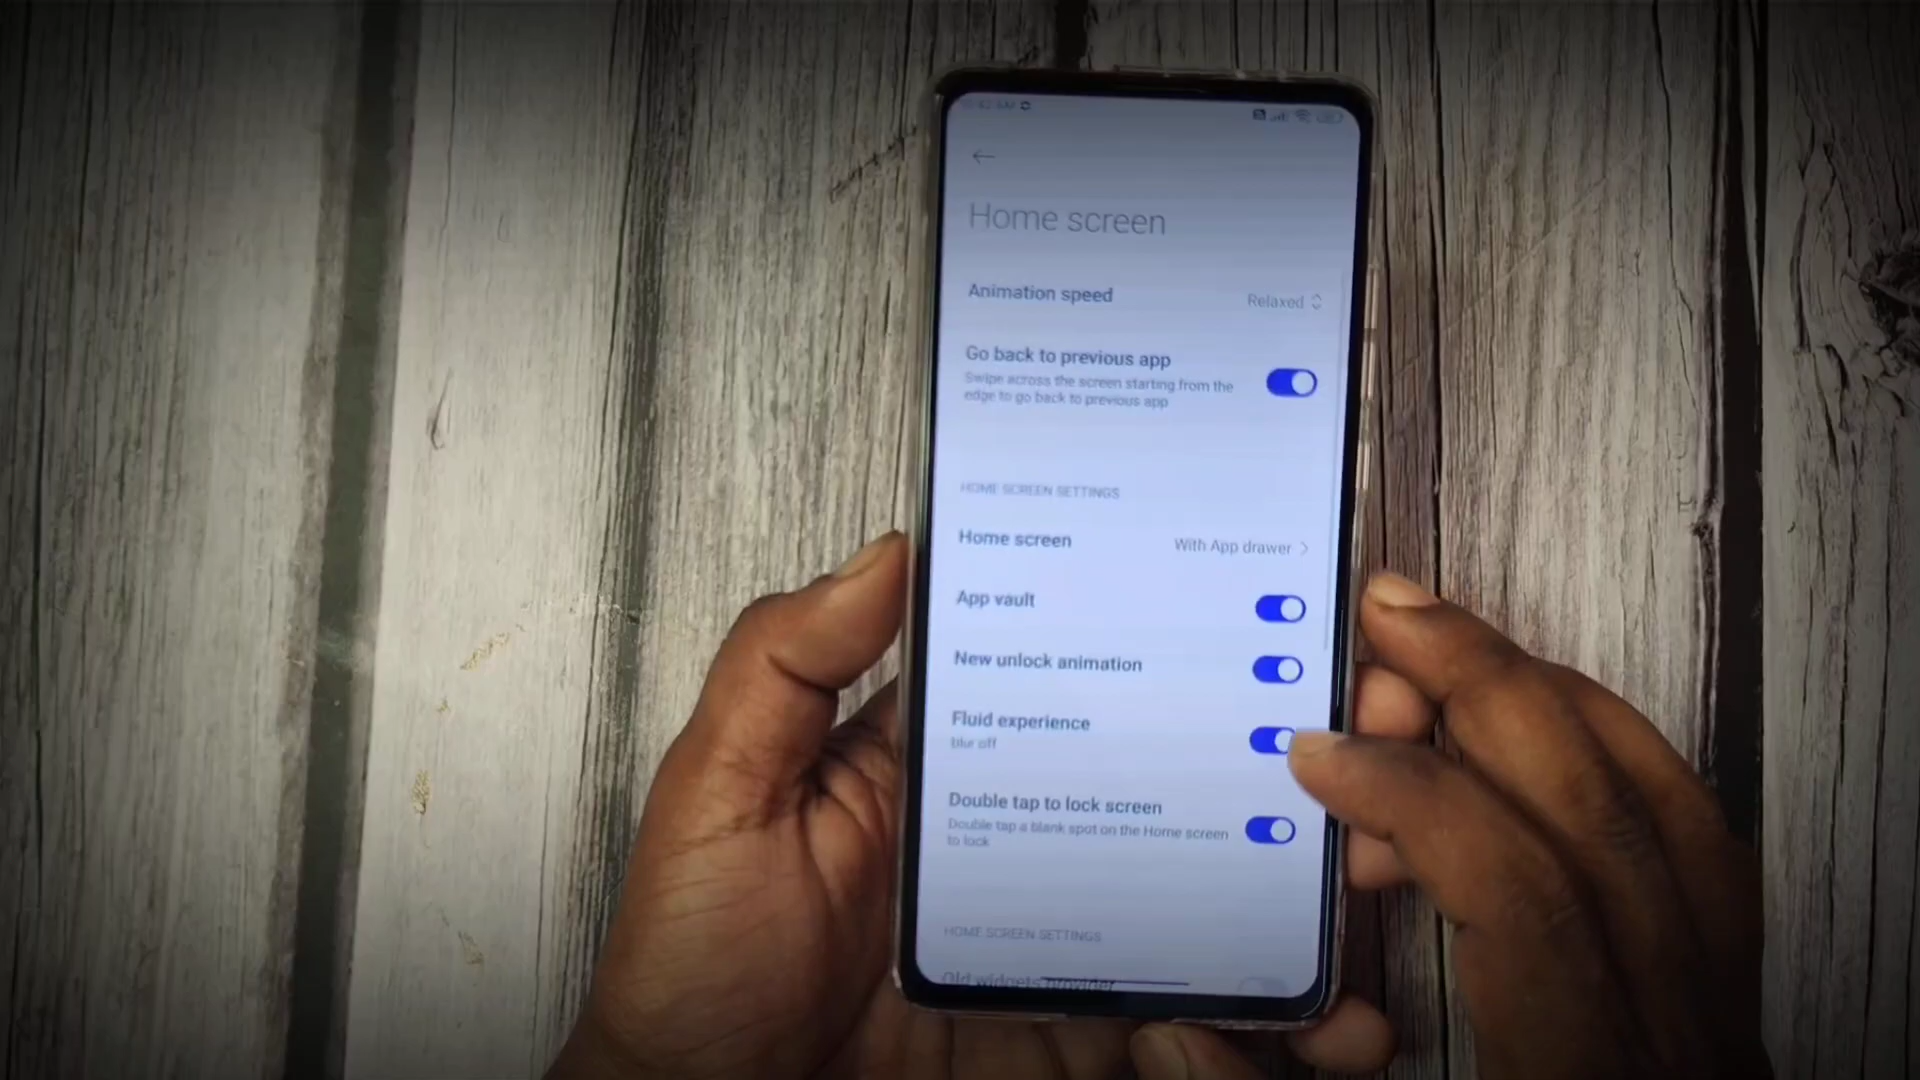 Home screen
Animation speed
Relaxed
Go back to previous app
Swipe across the screen starting from the
edge to go back to previous app
HOME SCREEN SETTINGS
Home screen
With App drawer
App vault
New unlock animation
Fluid experience
blur off
Double tap to lock screen
Double tap a blank spot on the Home screen
to lock
HOME SCREEN SETTINGS
Old widgets provider